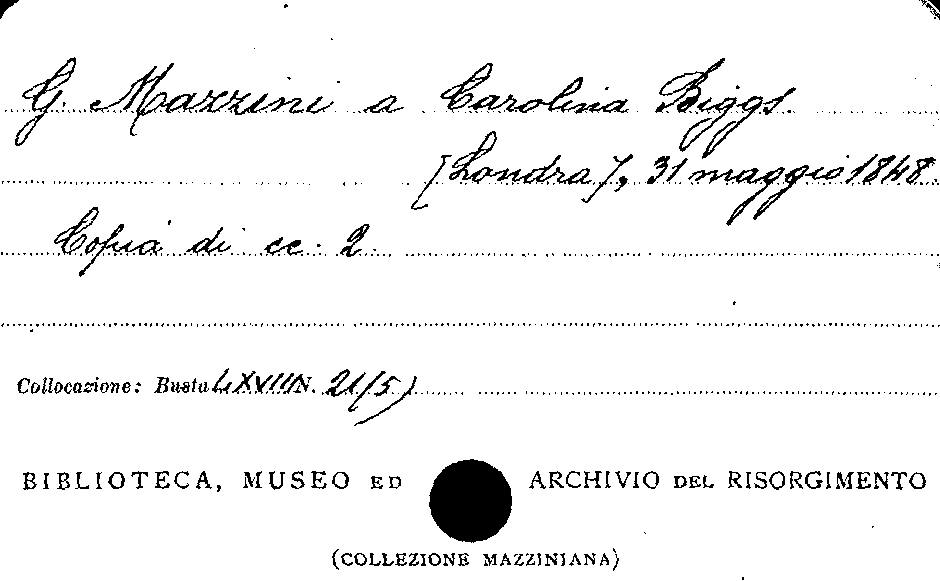 G. Mazzini a Carolina Biggs.
[Londra], 31 maggio 1848.
Copia di cc. 2.
Collocazione: Busta LXVIII N. 21(5)
BIBLIOTECA, MUSEO ED ARCHIVIO DEL RISORGIMENTO
(COLLEZIONE MAZZINIANA)